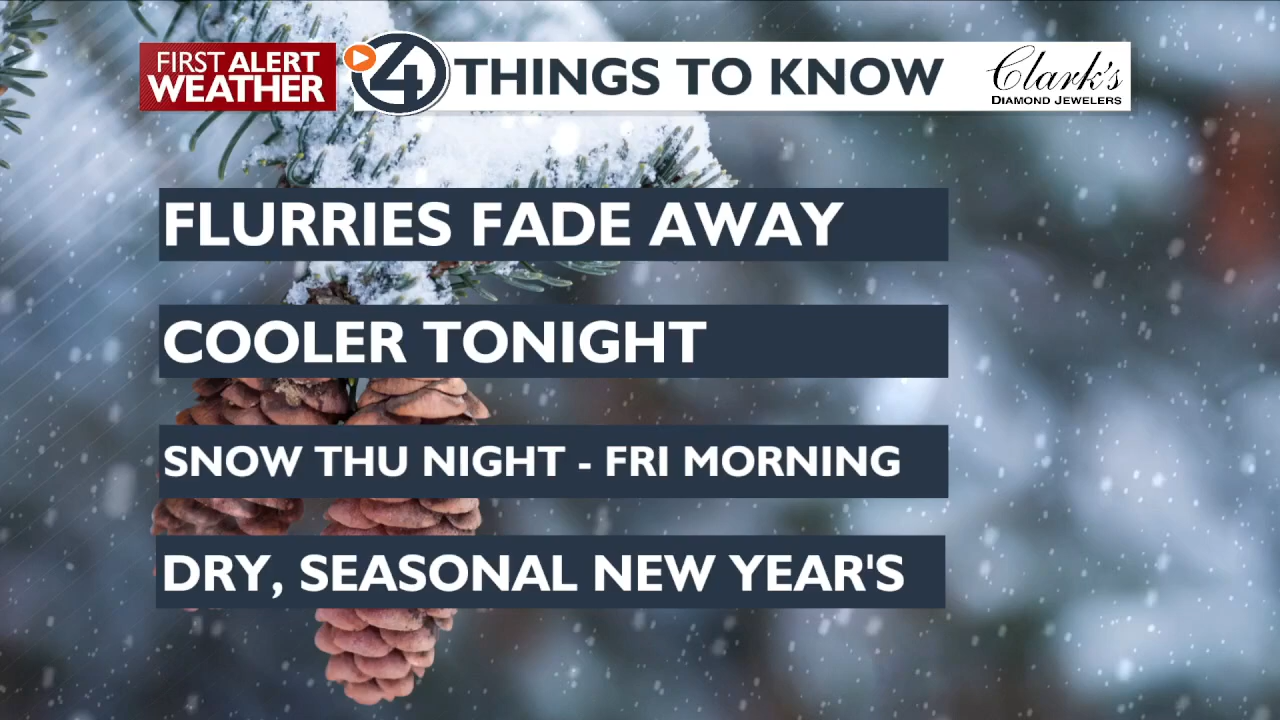 FIRST ALERT
WEATHER
4 THINGS TO KNOW
Clark's
DIAMOND JEWELERS
FLURRIES FADE AWAY
COOLER TONIGHT
SNOW THU NIGHT - FRI MORNING
DRY, SEASONAL NEW YEAR'S